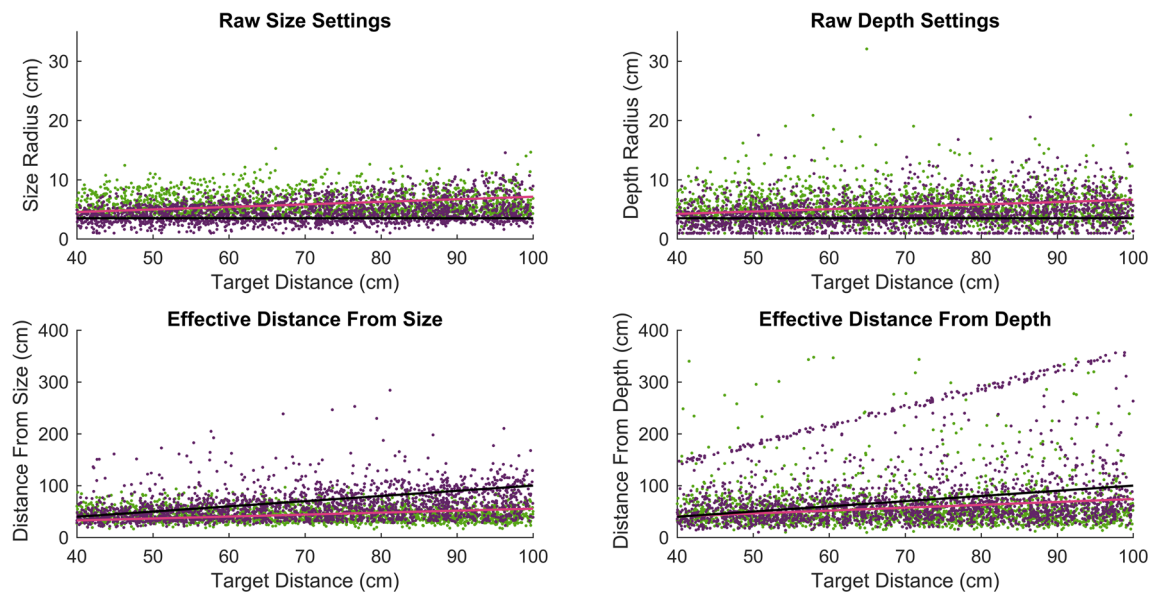 Raw Size Settings
Size Radius (cm)
30
20
10
0
40 50 60 70 80 90 100
Target Distance (cm)
Raw Depth Settings
Depth Radius (cm)
30
20
10
0
40 50 60 70 80 90 100
Target Distance (cm)
Effective Distance From Size
Distance From Size (cm)
400
300
200
100
0
40 50 60 70 80 90 100
Target Distance (cm)
Effective Distance From Depth
Distance From Depth (cm)
400
300
200
100
0
40 50 60 70 80 90 100
Target Distance (cm)